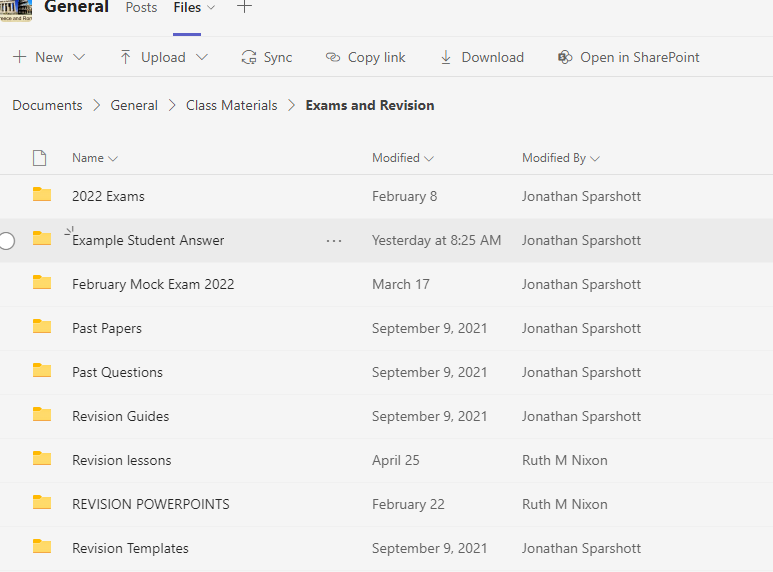 General Posts Files
New Upload Sync Copy link Download Open in SharePoint
Documents General Class Materials Exams and Revision
Name Modified Modified By
2022 Exams February 8 Jonathan Sparshott
Example Student Answer Yesterday at 8:25 AM Jonathan Sparshott
February Mock Exam 2022 March 17 Jonathan Sparshott
Past Papers September 9, 2021 Jonathan Sparshott
Past Questions September 9, 2021 Jonathan Sparshott
Revision Guides September 9, 2021 Jonathan Sparshott
Revision lessons April 25 Ruth M Nixon
REVISION POWERPOINTS February 22 Ruth M Nixon
Revision Templates September 9, 2021 Jonathan Sparshott